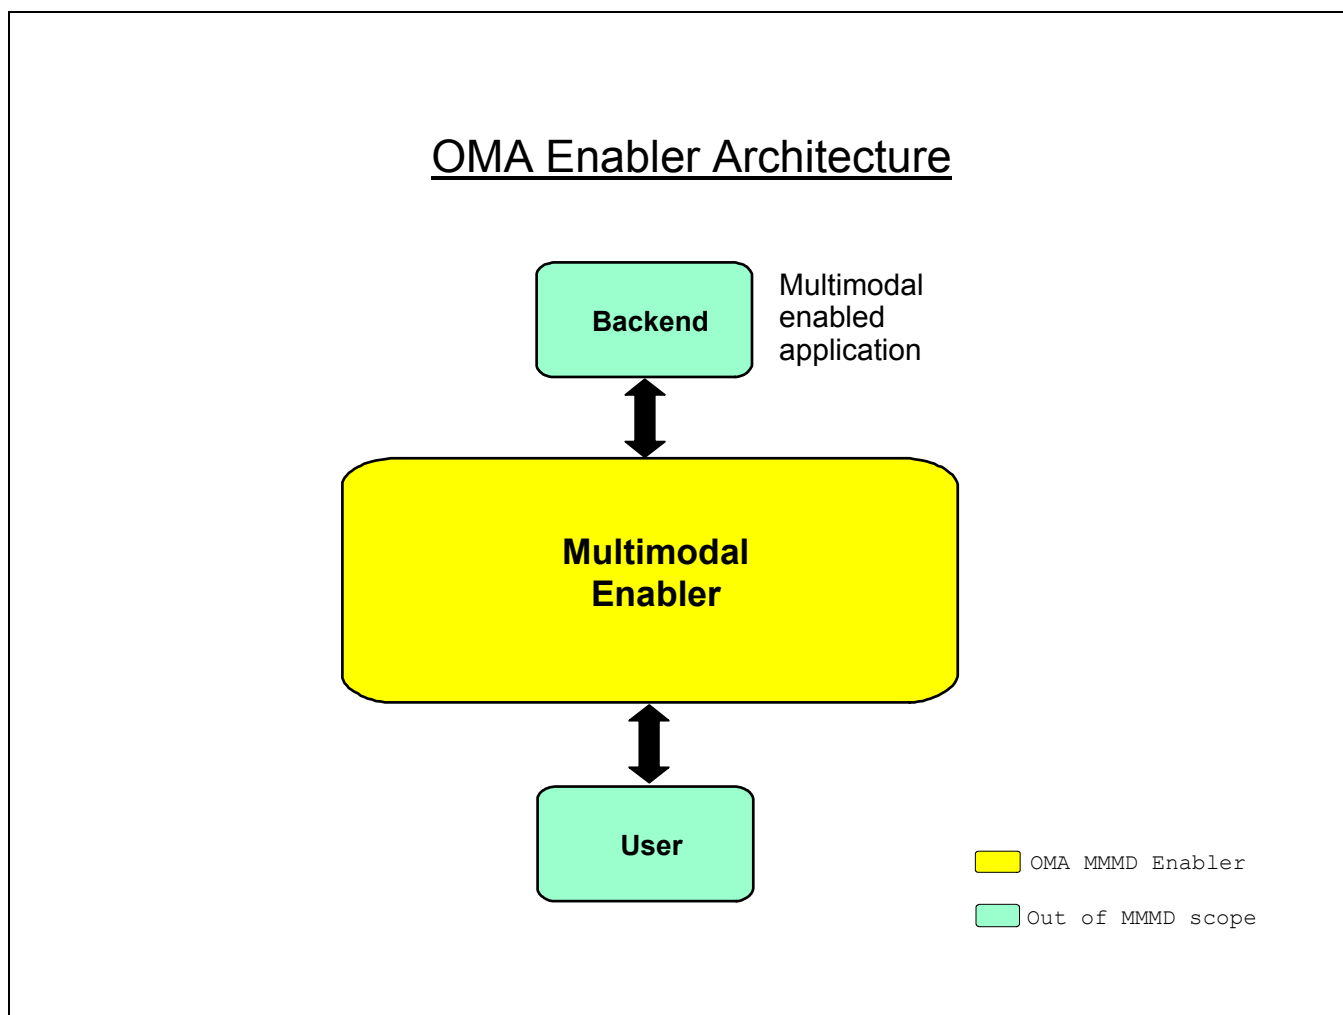 OMA Enabler Architecture
Backend
Multimodal
enabled
application
Multimodal
Enabler
User
OMA MMMD Enabler
Out of MMMD scope